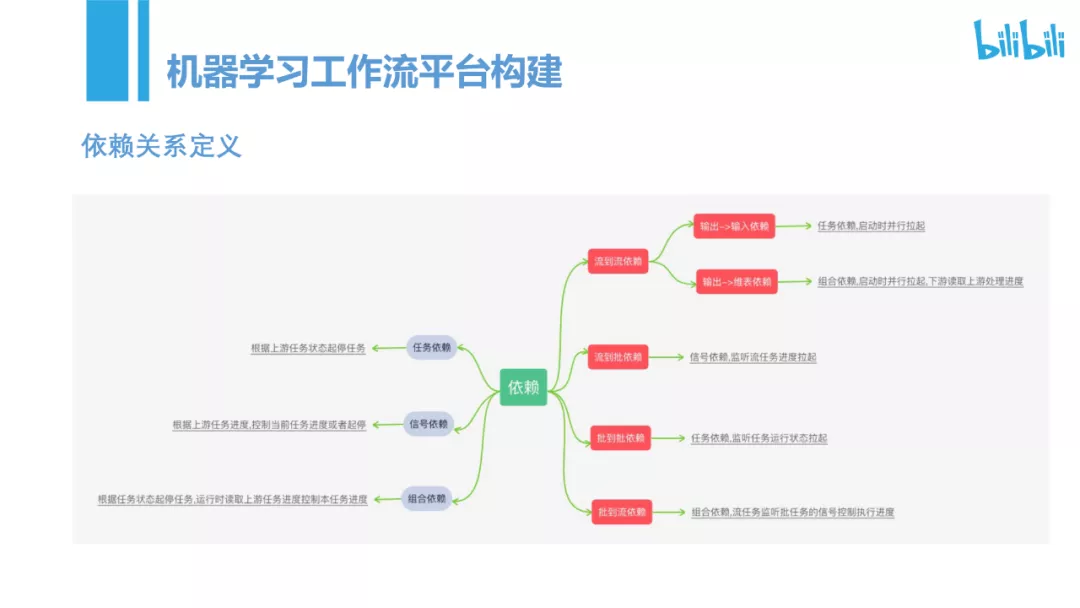 机器学习工作流平台构建
bilibili
依赖关系定义
依赖
任务依赖
根据上游任务状态起停任务
信号依赖
根据上游任务进度,控制当前任务进度或者起停
组合依赖
根据任务状态起停任务,运行时读取上游任务进度控制本任务进度
流到流依赖
输出->输入依赖
任务依赖,启动时并行拉起
输出->维表依赖
组合依赖,启动时并行拉起,下游读取上游处理进度
流到批依赖
信号依赖,监听流任务进度拉起
批到批依赖
任务依赖,监听任务运行状态拉起
批到流依赖
组合依赖,流任务监听批任务的信号控制执行进度